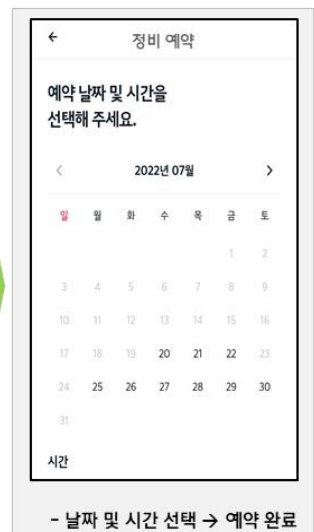 ←
정비 예약
예약 날짜 및 시간을
선택해 주세요.
< 2022년 07월 >
일 월 화 수 목 금 토
1 2
3 4 5 6 7 8 9
10 11 12 13 14 15 16
17 18 19 20 21 22 23
24 25 26 27 28 29 30
31
시간
- 날짜 및 시간 선택 → 예약 완료